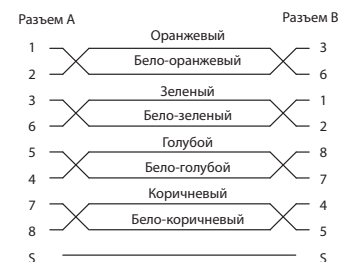 Разъем A Разъем B
Оранжевый
1 3
Бело-оранжевый
2 6
Зеленый
3 1
Бело-зеленый
6 2
Голубой
5 8
Бело-голубой
4 7
Коричневый
7 4
Бело-коричневый
8 5
S S